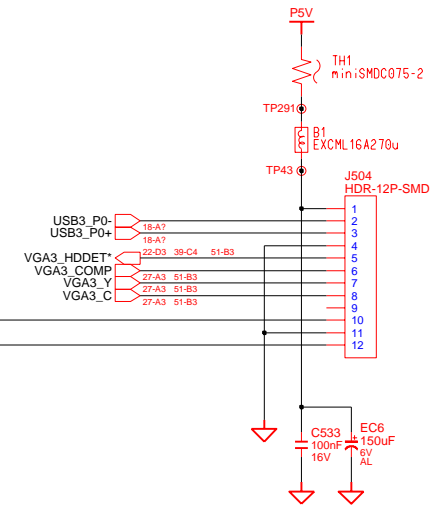 P5V
TH1
miniSMDC075-2
TP291
B1
EXCML16A270u
TP43
J504
HDR-12P-SMD
1
USB3_P0- 18-A? 2
USB3_P0+ 18-A? 3
4
VGA3_HDDET* 22-D3 39-C4 51-B3 5
VGA3_COMP 27-A3 51-B3 6
VGA3_Y 27-A3 51-B3 7
VGA3_C 27-A3 51-B3 8
9
10
11
12
C533
100nF
16V
EC6
+
150uF
6V
AL